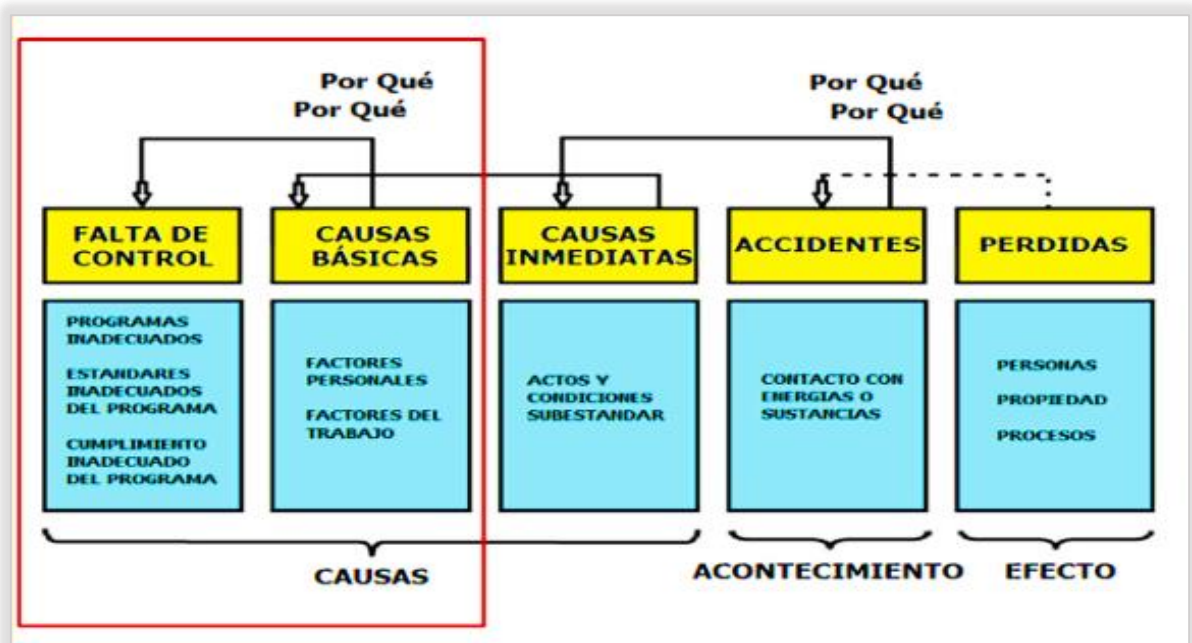 Por Qué
Por Qué
Por Qué
Por Qué
FALTA DE
CONTROL
CAUSAS
BÁSICAS
CAUSAS
INMEDIATAS
ACCIDENTES
PERDIDAS
PROGRAMAS
INADECUADOS
ESTANDARES
INADECUADOS
DEL PROGRAMA
CUMPLIMIENTO
INADECUADO
DEL PROGRAMA
FACTORES
PERSONALES
FACTORES DEL
TRABAJO
ACTOS Y
CONDICIONES
SUBESTANDAR
CONTACTO CON
ENERGIAS O
SUSTANCIAS
PERSONAS
PROPIEDAD
PROCESOS
CAUSAS
ACONTECIMIENTO
EFECTO